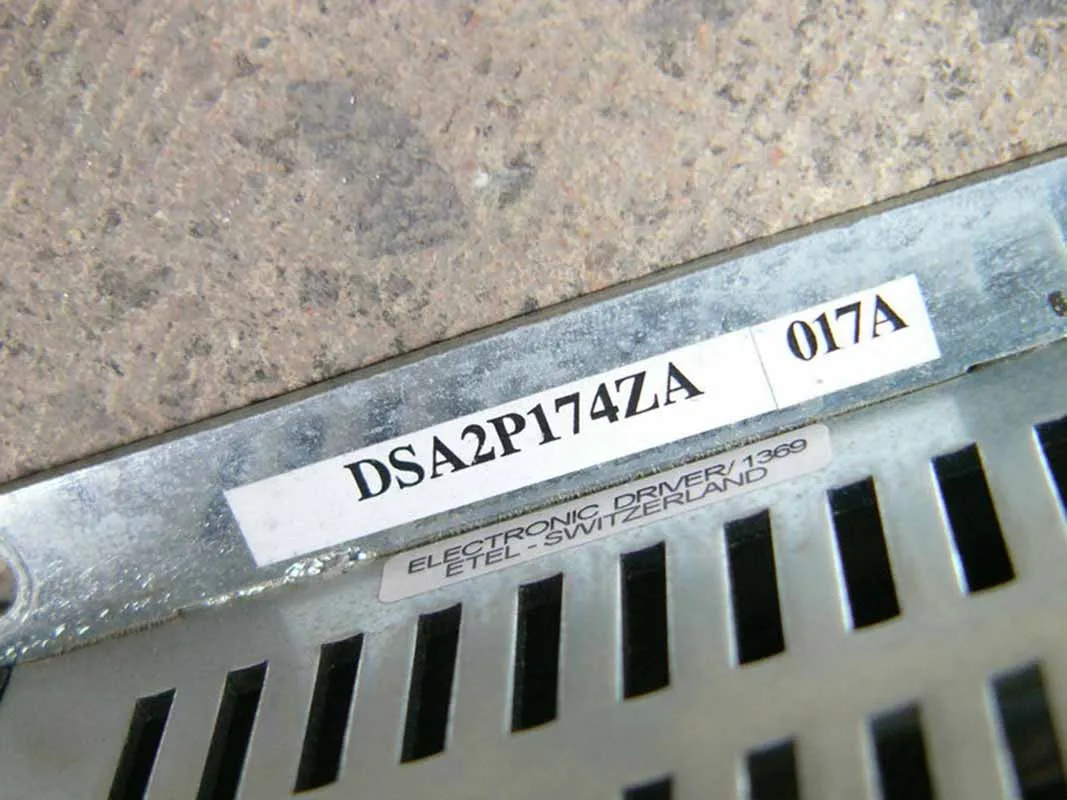 DSA2P174ZA 017A
ELECTRONIC DRIVER/1369
ETEL - SWITZERLAND